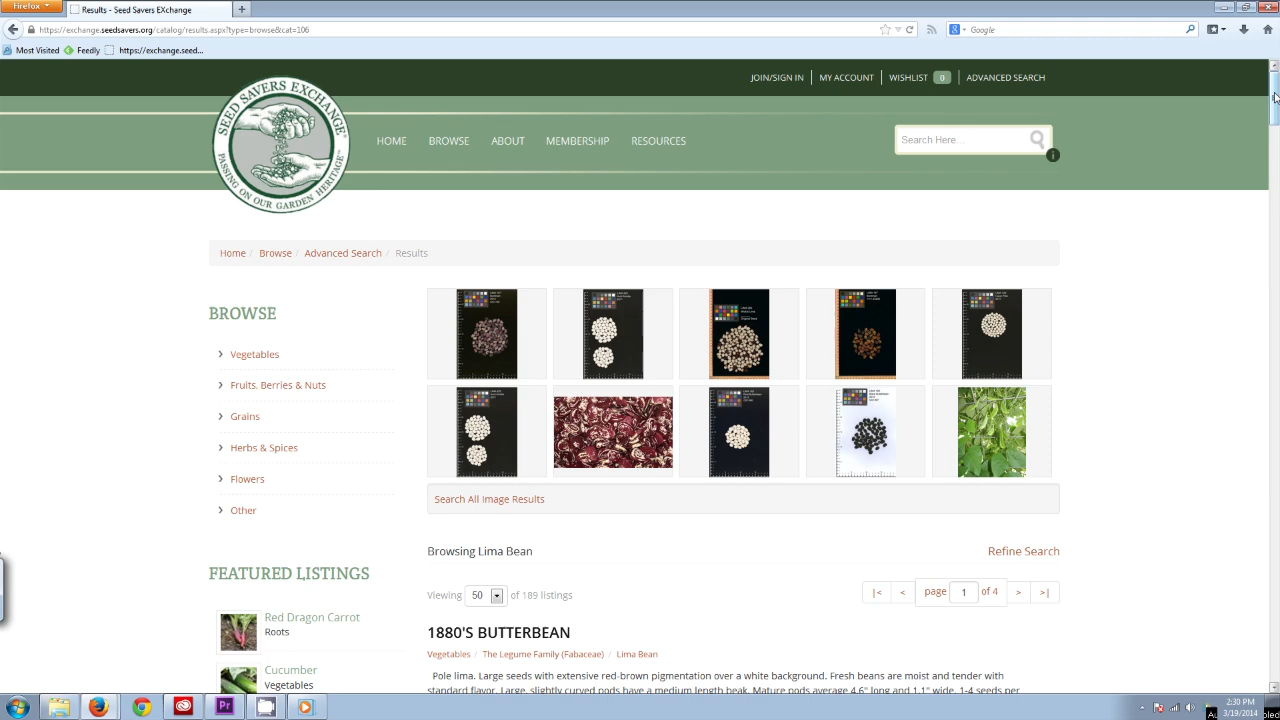 Firefox
Results - Seed Savers EXchange
https://exchange.seedsavers.org/catalog/results.aspx?type=browse&cat=106
Google
Most Visited
Feedly
https://exchange.seed...
JOIN/SIGN IN
MY ACCOUNT
WISHLIST 0
ADVANCED SEARCH
SEED SAVERS EXCHANGE
PASSING ON OUR GARDEN HERITAGE
HOME
BROWSE
ABOUT
MEMBERSHIP
RESOURCES
Search Here...
i
Home / Browse / Advanced Search / Results
BROWSE
Vegetables
Fruits, Berries & Nuts
Grains
Herbs & Spices
Flowers
Other
Search All Image Results
Browsing Lima Bean
Refine Search
Viewing 50 of 189 listings
|< < page 1 of 4 > >|
FEATURED LISTINGS
Red Dragon Carrot
Roots
Cucumber
Vegetables
1880'S BUTTERBEAN
Vegetables / The Legume Family (Fabaceae) / Lima Bean
Pole lima. Large seeds with extensive red-brown pigmentation over a white background. Fresh beans are moist and tender with
standard flavor. Large, slightly curved pods have a medium length beak. Mature pods average 4.6" long and 1.1" wide, 1-4 seeds per
Pr
2:30 PM
3/19/2014